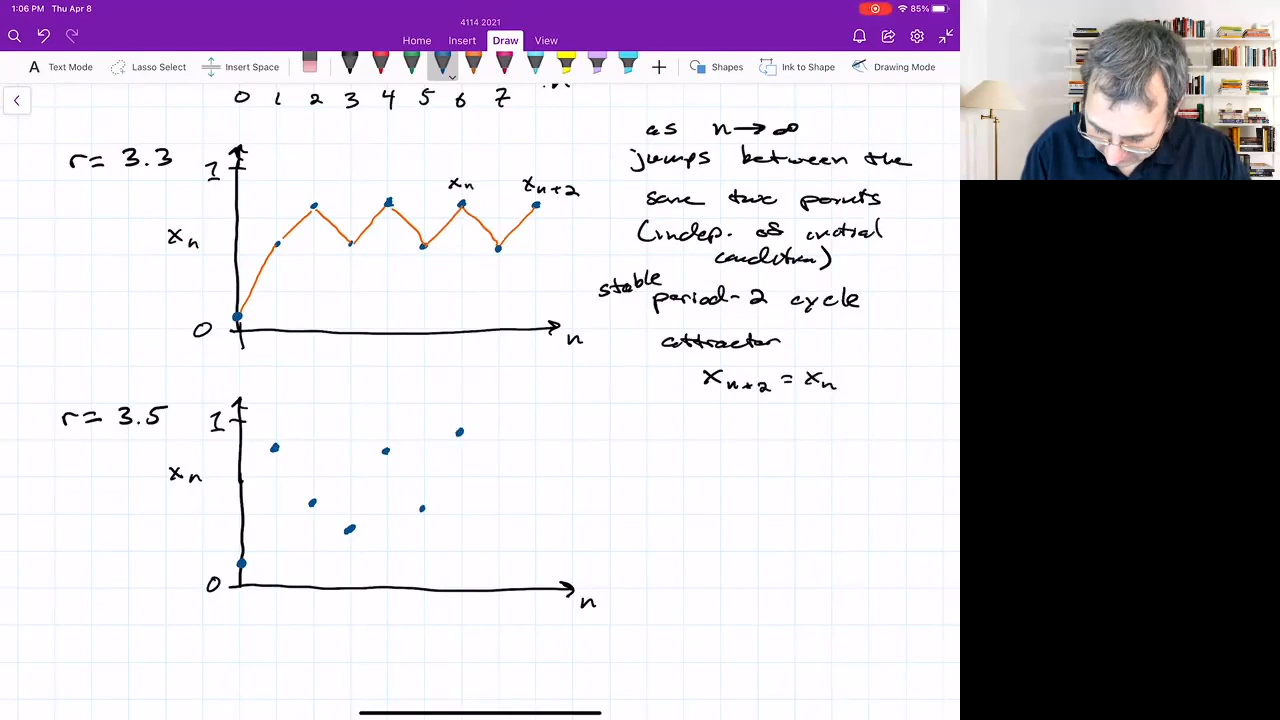 1:06 PM Thu Apr 8
85%
4114 2021
Home Insert Draw View
A Text Mode Lasso Select Insert Space Shapes Ink to Shape Drawing Mode
0 1 2 3 4 5 6 7
r = 3.3
1
xn
0
n
xn
xn+2
as n → ∞
jumps between the
same two points
(indep. of initial
condition)
stable
period-2 cycle
attractor
xn+2 = xn
r = 3.5
1
xn
0
n